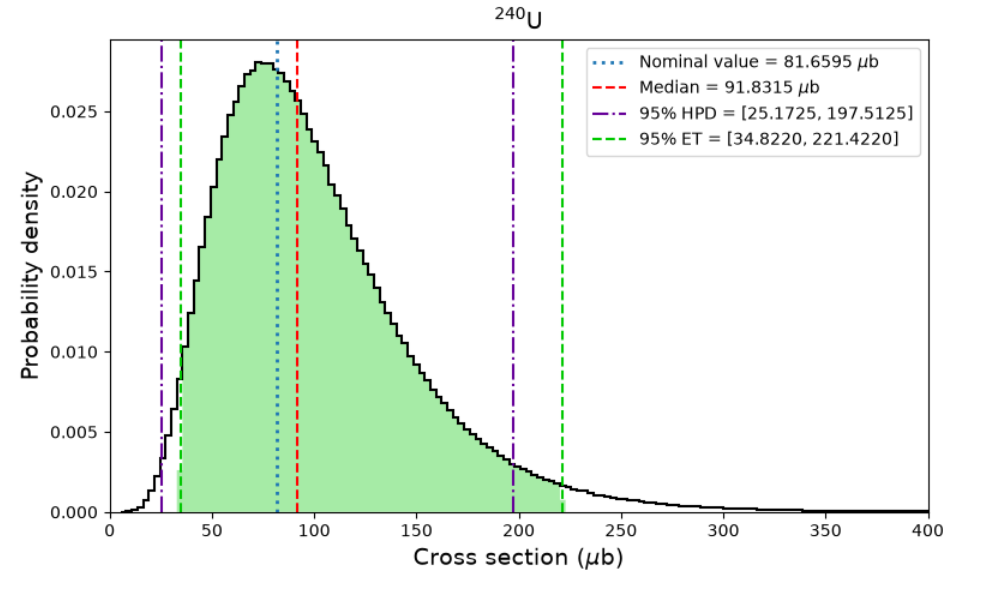 ²⁴⁰U
Nominal value = 81.6595 μb
Median = 91.8315 μb
95% HPD = [25.1725, 197.5125]
95% ET = [34.8220, 221.4220]
Probability density
0.025
0.020
0.015
0.010
0.005
0.000
0 50 100 150 200 250 300 350 400
Cross section (μb)